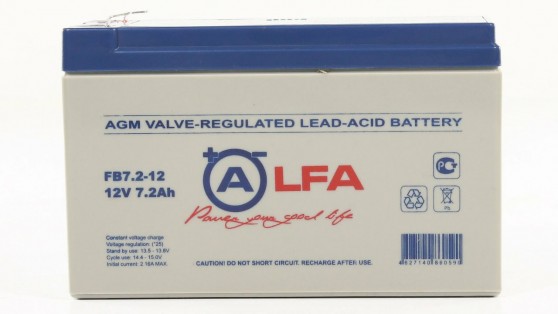 AGM VALVE-REGULATED LEAD-ACID BATTERY
FB7.2-12
12V 7.2Ah
ALFA
Power your good life
Constant voltage charge
Voltage regulation: (°25)
Stand by use: 13.5 - 13.8V
Cycle use: 14.4 - 15.0V
Initial current: 2.16A MAX.
CAUTION! DO NOT SHORT CIRCUIT. RECHARGE AFTER USE.
Pb
4627140880590